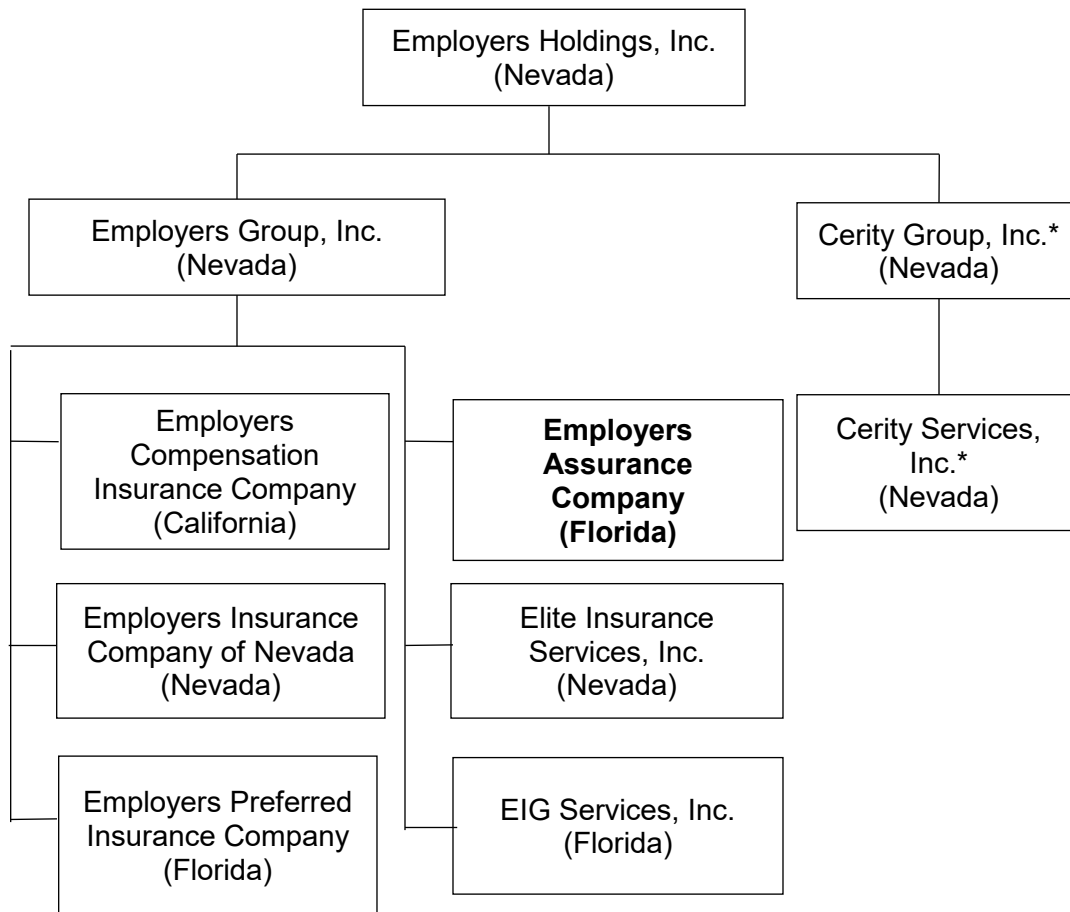 Employers Holdings, Inc.
(Nevada)
Employers Group, Inc.
(Nevada)
Cerity Group, Inc.*
(Nevada)
Employers
Compensation
Insurance Company
(California)
Employers
Assurance
Company
(Florida)
Cerity Services,
Inc.*
(Nevada)
Employers Insurance
Company of Nevada
(Nevada)
Elite Insurance
Services, Inc.
(Nevada)
Employers Preferred
Insurance Company
(Florida)
EIG Services, Inc.
(Florida)